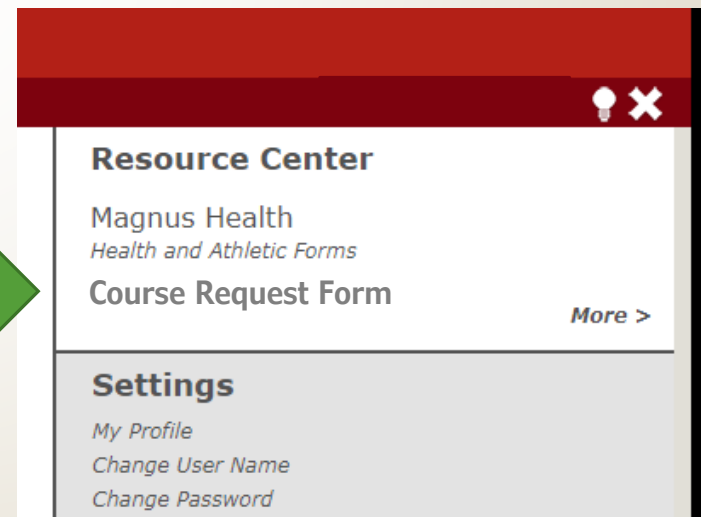 Resource Center
Magnus Health
Health and Athletic Forms
Course Request Form
More >
Settings
My Profile
Change User Name
Change Password